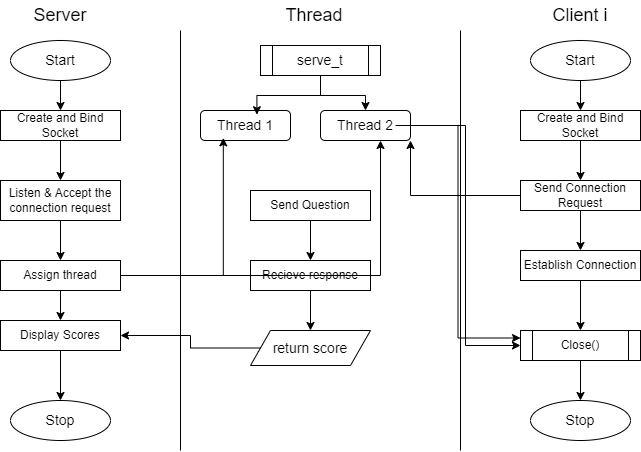 Server
Thread
Client i
Start
serve_t
Start
Create and Bind
Socket
Thread 1
Thread 2
Create and Bind
Socket
Listen & Accept the
connection request
Send Question
Send Connection
Request
Assign thread
Recieve response
Establish Connection
Display Scores
return score
Close()
Stop
Stop